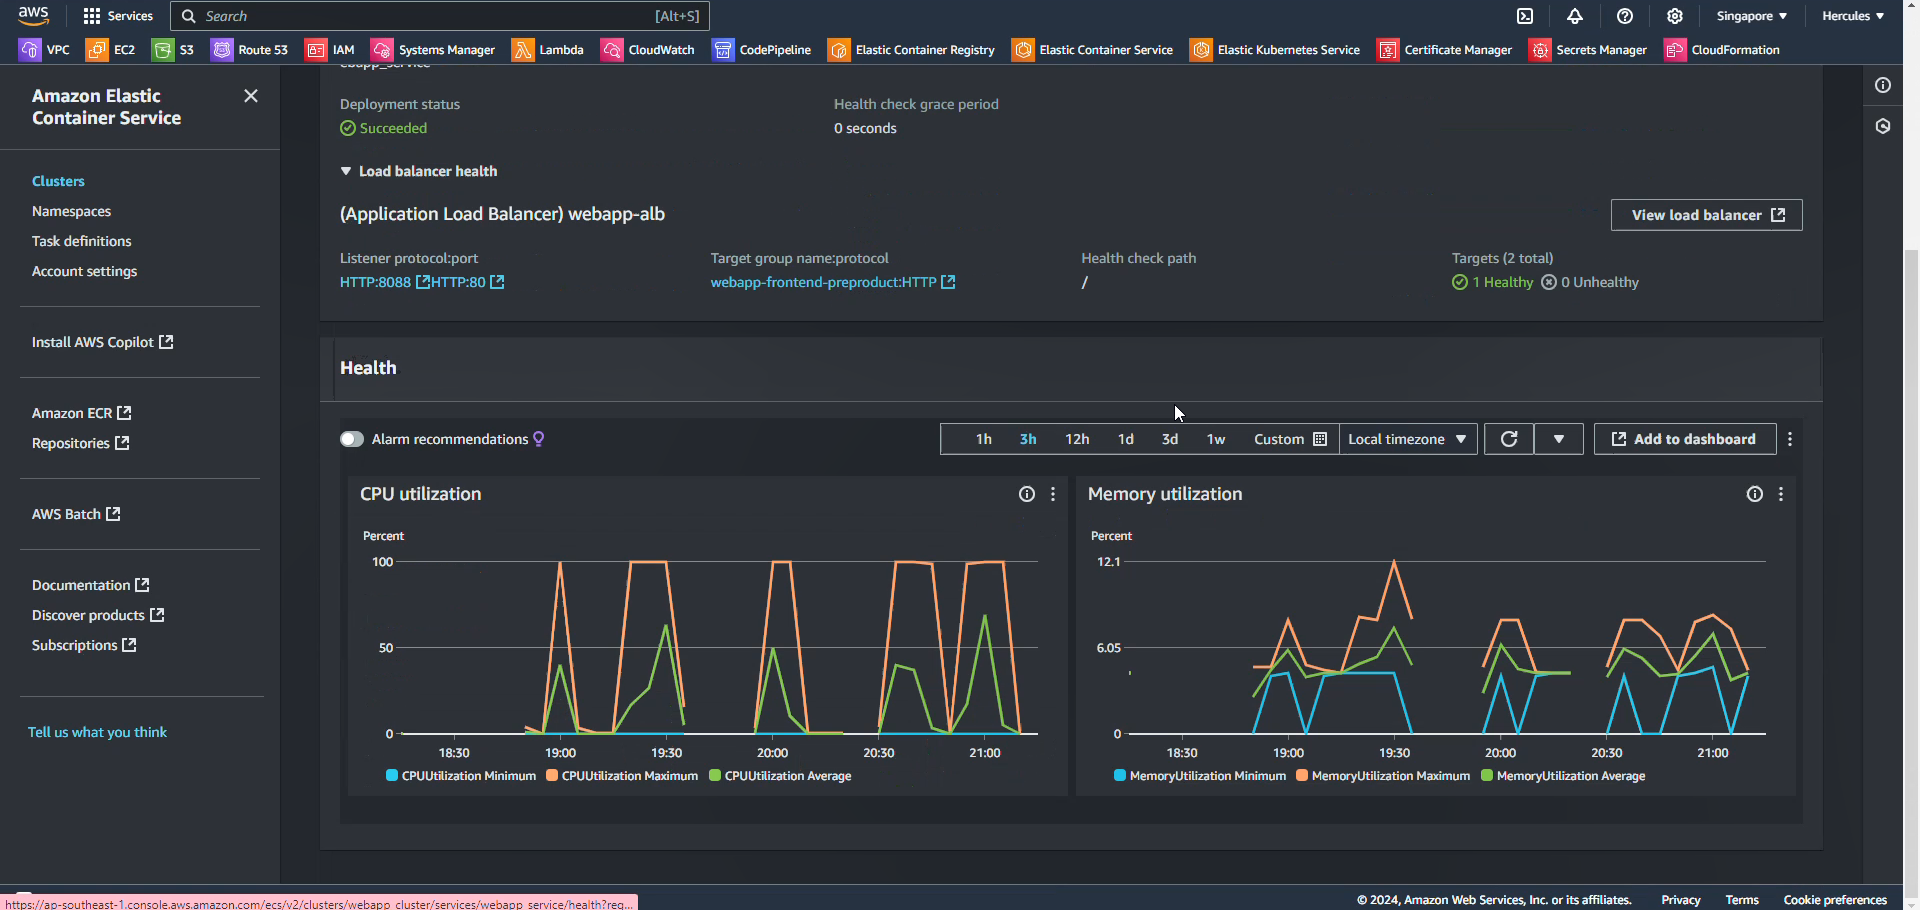 aws
Services
Search
[Alt+S]
Singapore ▼
Hercules ▼
VPC
EC2
S3
Route 53
IAM
Systems Manager
Lambda
CloudWatch
CodePipeline
Elastic Container Registry
Elastic Container Service
Elastic Kubernetes Service
Certificate Manager
Secrets Manager
CloudFormation
Amazon Elastic
Container Service
Clusters
Namespaces
Task definitions
Account settings
Install AWS Copilot
Amazon ECR
Repositories
AWS Batch
Documentation
Discover products
Subscriptions
Tell us what you think
Deployment status
Succeeded
Health check grace period
0 seconds
Load balancer health
(Application Load Balancer) webapp-alb
View load balancer
Listener protocol:port
HTTP:8088 HTTP:80
Target group name:protocol
webapp-frontend-preproduct:HTTP
Health check path
/
Targets (2 total)
1 Healthy 0 Unhealthy
Health
Alarm recommendations
1h 3h 12h 1d 3d 1w Custom
Local timezone
Add to dashboard
CPU utilization
Percent
100
50
0
18:30 19:00 19:30 20:00 20:30 21:00
CPUUtilization Minimum CPUUtilization Maximum CPUUtilization Average
Memory utilization
Percent
12.1
6.05
0
18:30 19:00 19:30 20:00 20:30 21:00
MemoryUtilization Minimum MemoryUtilization Maximum MemoryUtilization Average
https://ap-southeast-1.console.aws.amazon.com/ecs/v2/clusters/webapp_cluster/services/webapp_service/health?reg...
© 2024, Amazon Web Services, Inc. or its affiliates.
Privacy
Terms
Cookie preferences